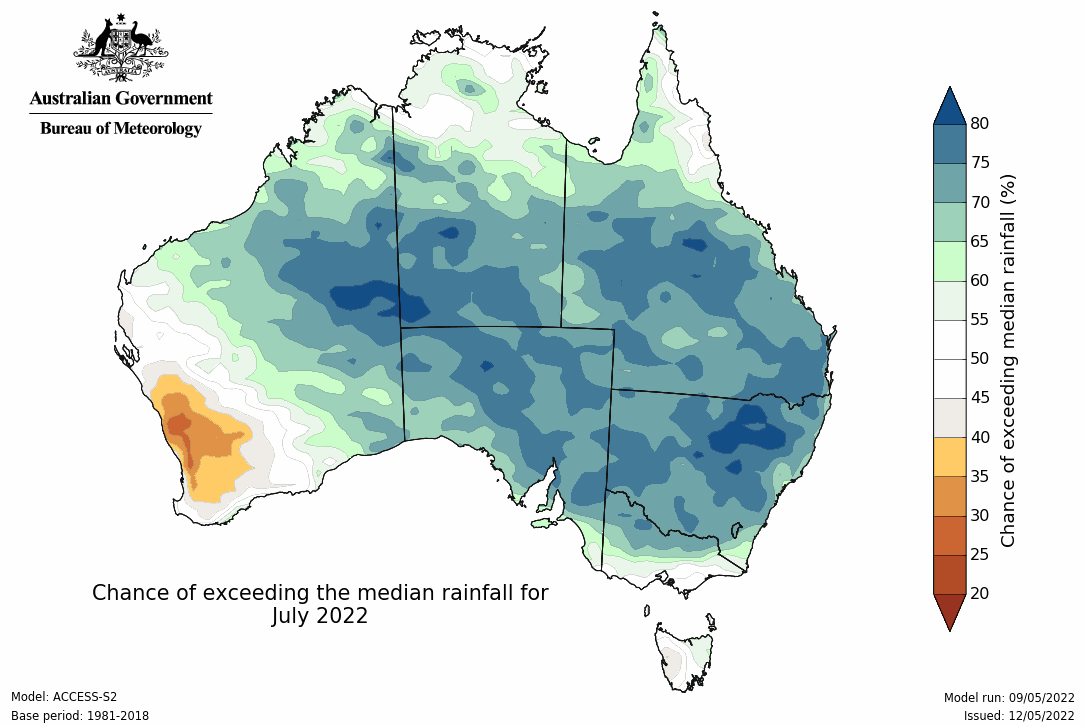 Australian Government
Bureau of Meteorology
80
75
70
65
60
55
50
45
40
35
30
25
20
Chance of exceeding median rainfall (%)
Chance of exceeding the median rainfall for
July 2022
Model: ACCESS-S2
Base period: 1981-2018
Model run: 09/05/2022
Issued: 12/05/2022